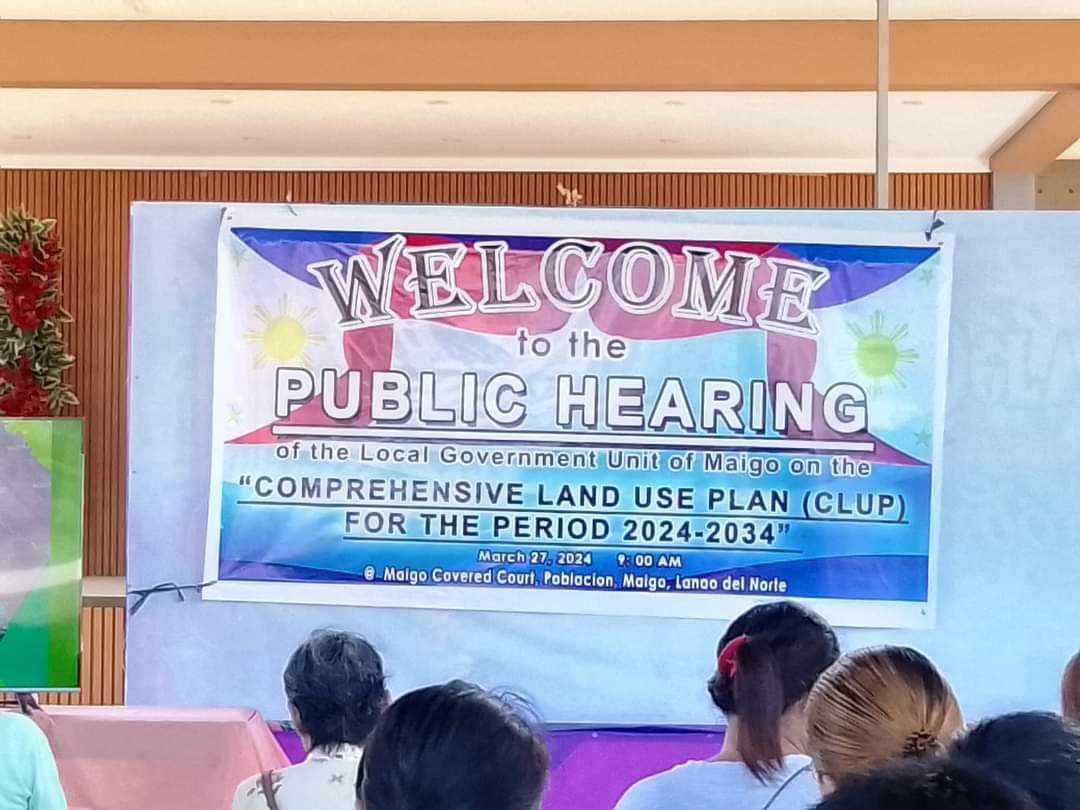 WELCOME
to the
PUBLIC HEARING
of the Local Government Unit of Maigo on the
“COMPREHENSIVE LAND USE PLAN (CLUP)
FOR THE PERIOD 2024-2034”
March 27, 2024 9: 00 AM
@ Maigo Covered Court, Poblacion, Maigo, Lanao del Norte